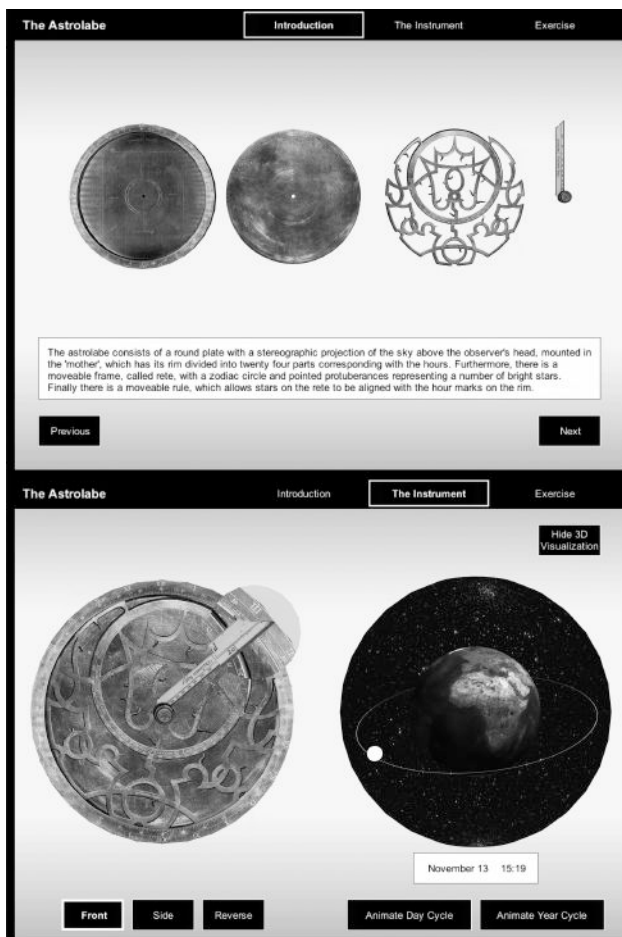 The Astrolabe Introduction The Instrument Exercise
The astrolabe consists of a round plate with a stereographic projection of the sky above the observer's head, mounted in
the 'mother', which has its rim divided into twenty four parts corresponding with the hours. Furthermore, there is a
moveable frame, called rete, with a zodiac circle and pointed protuberances representing a number of bright stars.
Finally there is a moveable rule, which allows stars on the rete to be aligned with the hour marks on the rim.
Previous Next
The Astrolabe Introduction The Instrument Exercise
Hide 3D
Visualization
November 13 15:19
Front Side Reverse Animate Day Cycle Animate Year Cycle